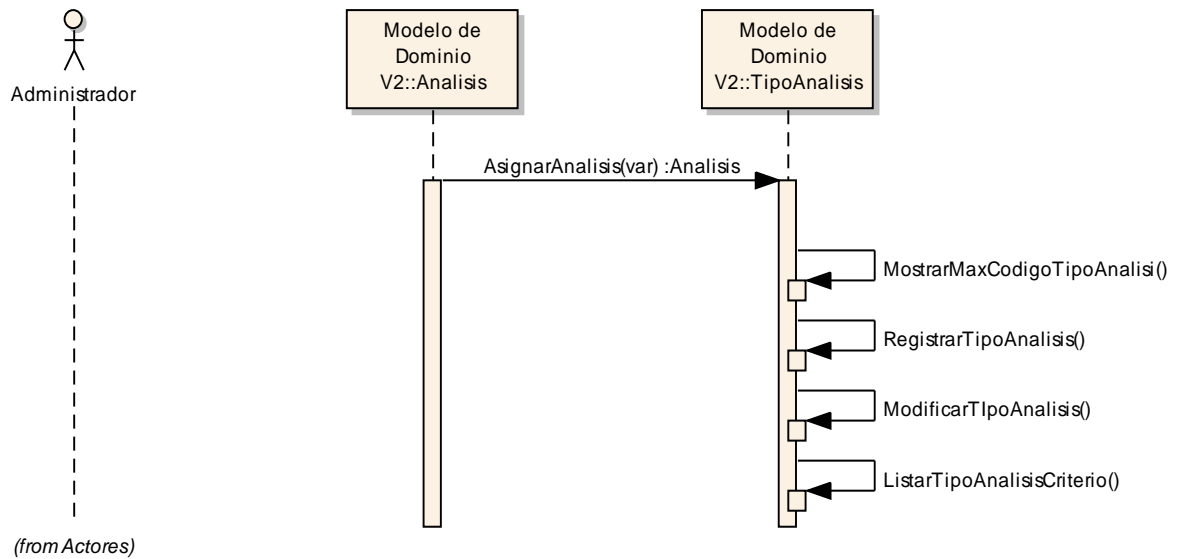 Administrador
Modelo de
Dominio
V2::Analisis
Modelo de
Dominio
V2::TipoAnalisis
AsignarAnalisis(var) :Analisis
MostrarMaxCodigoTipoAnalisi()
RegistrarTipoAnalisis()
ModificarTIpoAnalisis()
ListarTipoAnalisisCriterio()
(from Actores)